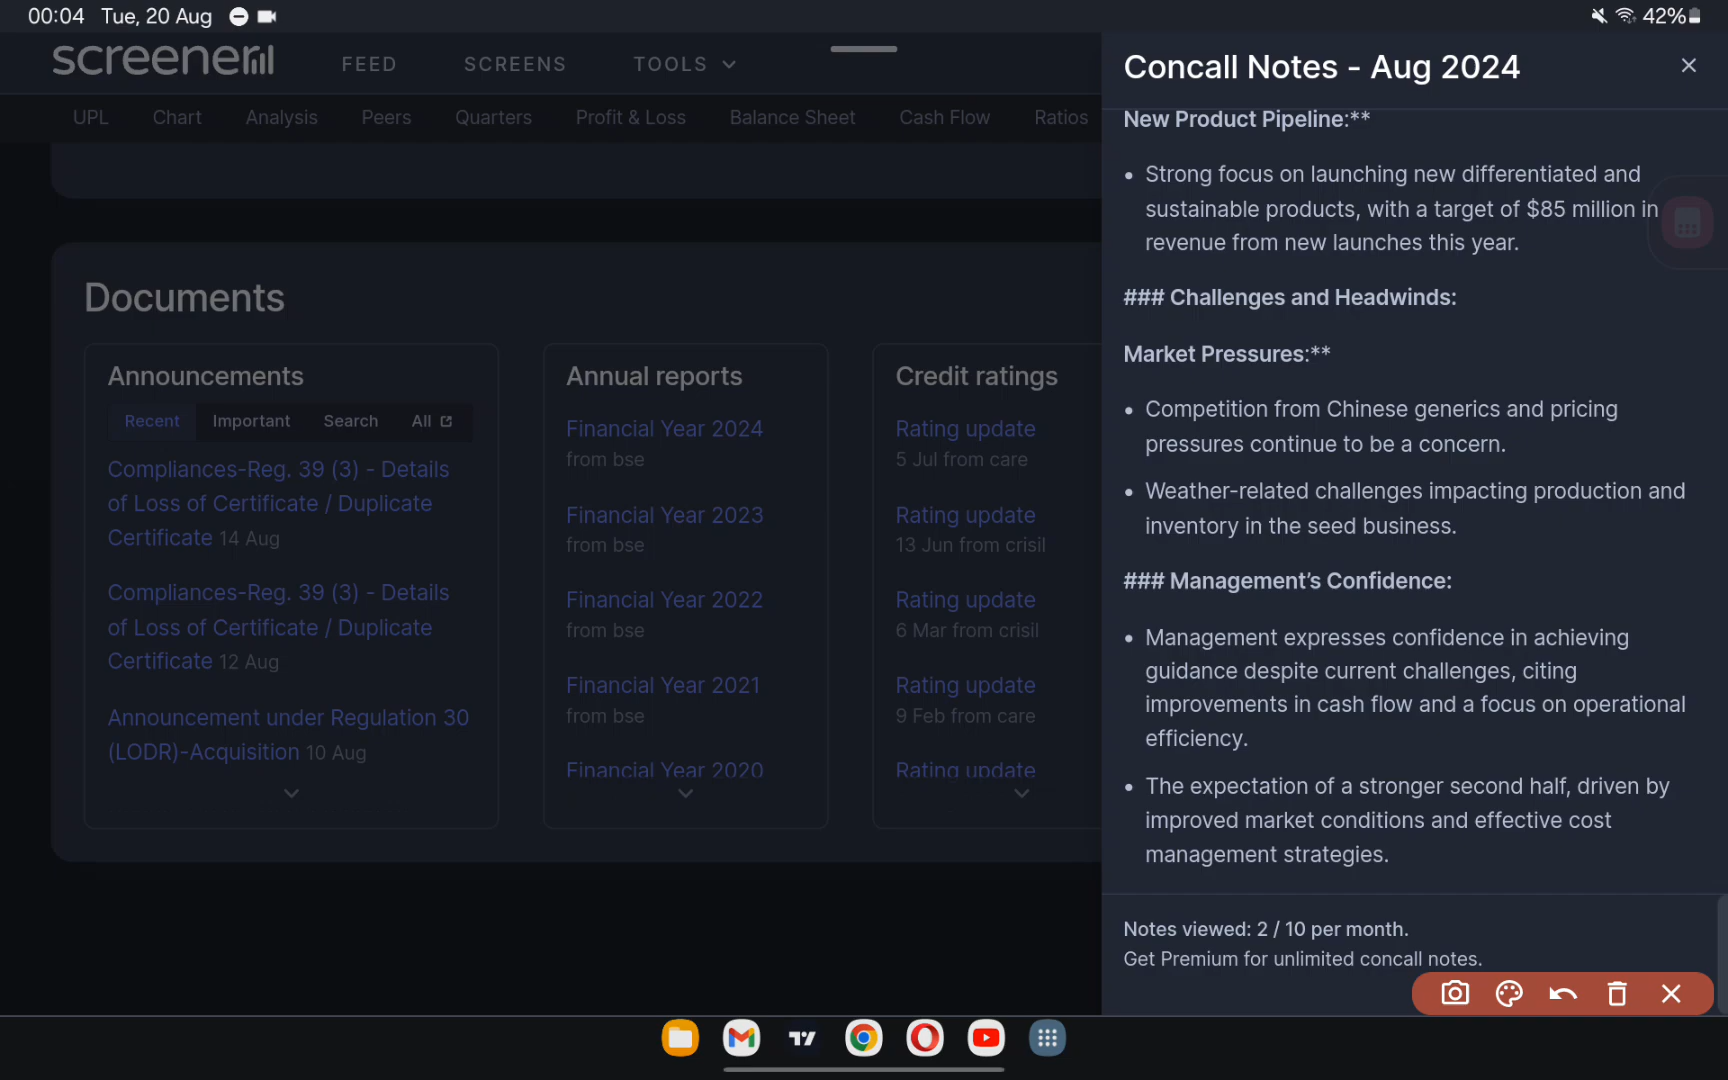 00:04 Tue, 20 Aug
42%
screener
FEED
SCREENS
TOOLS
UPL
Chart
Analysis
Peers
Quarters
Profit & Loss
Balance Sheet
Cash Flow
Ratios
Documents
Announcements
Recent
Important
Search
All
Compliances-Reg. 39 (3) - Details
of Loss of Certificate / Duplicate
Certificate 14 Aug
Compliances-Reg. 39 (3) - Details
of Loss of Certificate / Duplicate
Certificate 12 Aug
Announcement under Regulation 30
(LODR)-Acquisition 10 Aug
Annual reports
Financial Year 2024
from bse
Financial Year 2023
from bse
Financial Year 2022
from bse
Financial Year 2021
from bse
Financial Year 2020
Credit ratings
Rating update
5 Jul from care
Rating update
13 Jun from crisil
Rating update
6 Mar from crisil
Rating update
9 Feb from care
Rating update
Concall Notes - Aug 2024
New Product Pipeline:**
• Strong focus on launching new differentiated and
sustainable products, with a target of $85 million in
revenue from new launches this year.
### Challenges and Headwinds:
Market Pressures:**
• Competition from Chinese generics and pricing
pressures continue to be a concern.
• Weather-related challenges impacting production and
inventory in the seed business.
### Management’s Confidence:
• Management expresses confidence in achieving
guidance despite current challenges, citing
improvements in cash flow and a focus on operational
efficiency.
• The expectation of a stronger second half, driven by
improved market conditions and effective cost
management strategies.
Notes viewed: 2 / 10 per month.
Get Premium for unlimited concall notes.